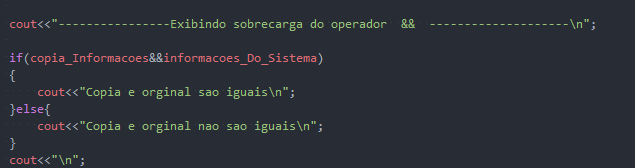 cout<<"----------------Exibindo sobrecarga do operador  &&  --------------------\n";
if(copia_Informacoes&&informacoes_Do_Sistema)
{
    cout<<"Copia e orginal sao iguais\n";
}else{
    cout<<"Copia e orginal nao sao iguais\n";
}
cout<<"\n";